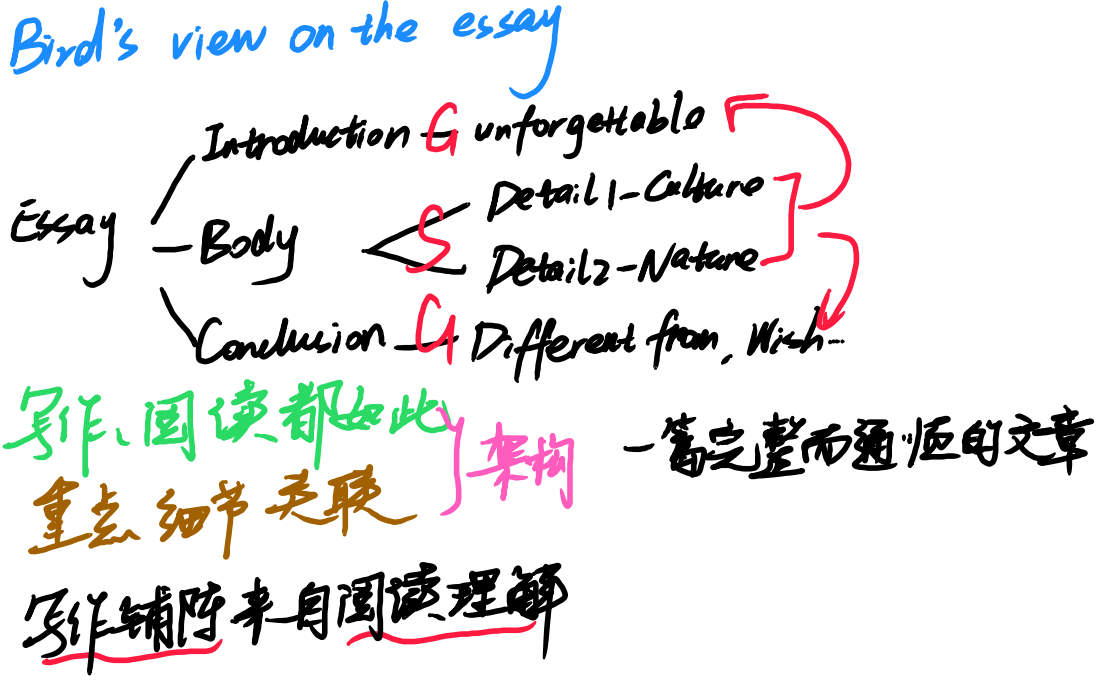 Bird's view on the essay
Introduction - G unforgettable
Essay - Body S Detail1-Culture
Detail2-Nature
Conclusion - G Different from, Wish...
写作、阅读都如此
架构
一篇完整而通顺的文章
重点细节关联
写作铺陈来自阅读理解